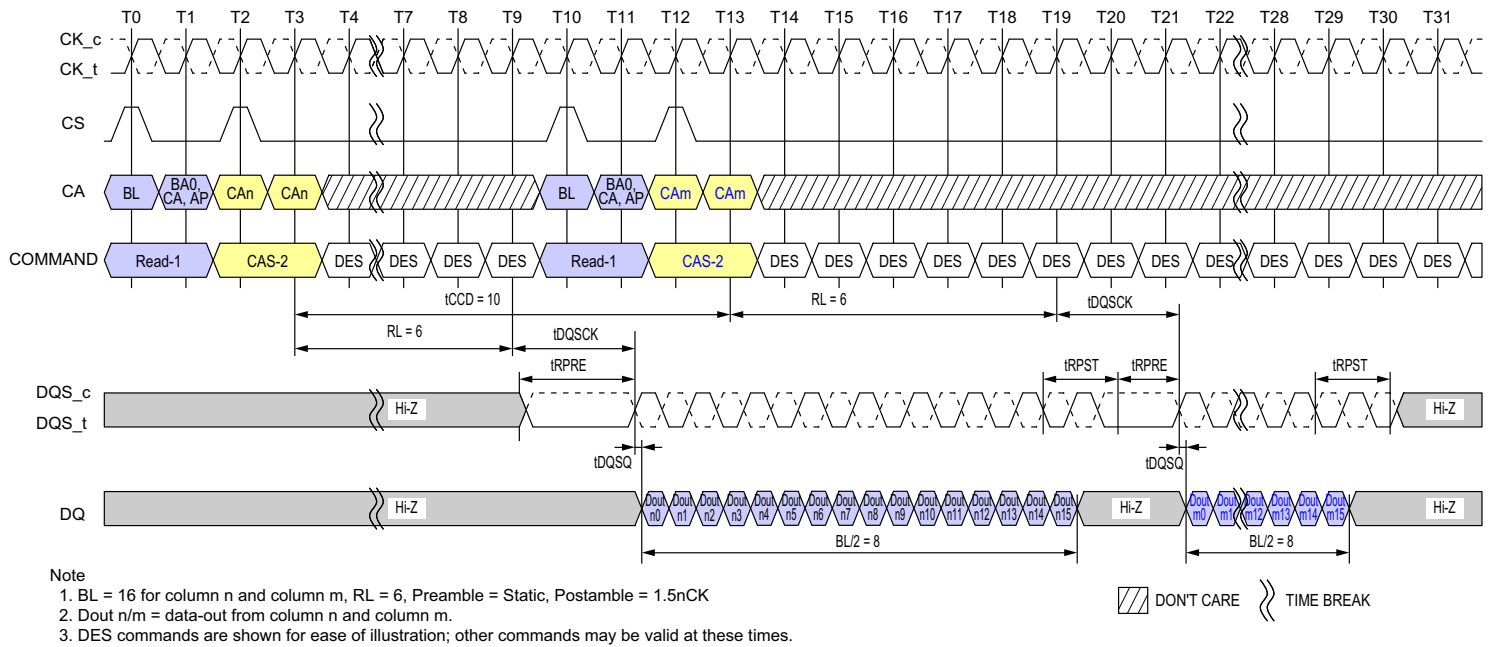 T0 T1 T2 T3 T4 T7 T8 T9 T10 T11 T12 T13 T14 T15 T16 T17 T18 T19 T20 T21 T22 T28 T29 T30 T31
CK_c
CK_t
CS
CA BL BA0, CA, AP CAn CAn BL BA0, CA, AP CAm CAm
COMMAND Read-1 CAS-2 DES DES DES DES Read-1 CAS-2 DES DES DES DES DES DES DES DES DES DES DES DES DES
tCCD = 10 RL = 6 tDQSCK
RL = 6 tDQSCK
tRPRE tRPST tRPRE tRPST
DQS_c
DQS_t
Hi-Z Hi-Z
tDQSQ tDQSQ
DQ Hi-Z Dout n0 Dout n1 Dout n2 Dout n3 Dout n4 Dout n5 Dout n6 Dout n7 Dout n8 Dout n9 Dout n10 Dout n11 Dout n12 Dout n13 Dout n14 Dout n15 Hi-Z Dout m0 Dout m1 Dout m12 Dout m13 Dout m14 Dout m15 Hi-Z
BL/2 = 8 BL/2 = 8
Note
1. BL = 16 for column n and column m, RL = 6, Preamble = Static, Postamble = 1.5nCK
2. Dout n/m = data-out from column n and column m.
3. DES commands are shown for ease of illustration; other commands may be valid at these times.
DON'T CARE TIME BREAK